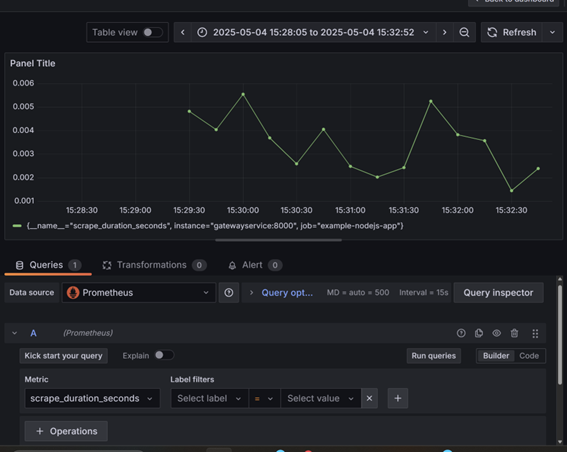 Back to dashboard
Table view 2025-05-04 15:28:05 to 2025-05-04 15:32:52 Refresh
Panel Title
0.006
0.005
0.004
0.003
0.002
0.001
15:28:30 15:29:00 15:29:30 15:30:00 15:30:30 15:31:00 15:31:30 15:32:00 15:32:30
{__name__="scrape_duration_seconds", instance="gatewayservice:8000", job="example-nodejs-app"}
Queries 1 Transformations 0 Alert 0
Data source Prometheus Query opt... MD = auto = 500 Interval = 15s Query inspector
A (Prometheus)
Kick start your query Explain Run queries Builder Code
Metric Label filters
scrape_duration_seconds Select label = Select value
+ Operations